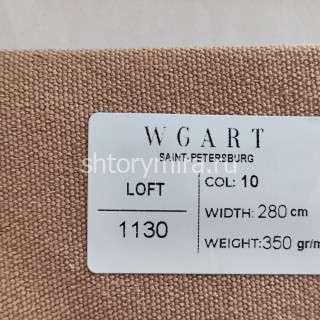 WGART
SAINT-PETERSBURG
LOFT
1130
COL: 10
WIDTH: 280 cm
WEIGHT: 350 gr/m
shtorymira.ru